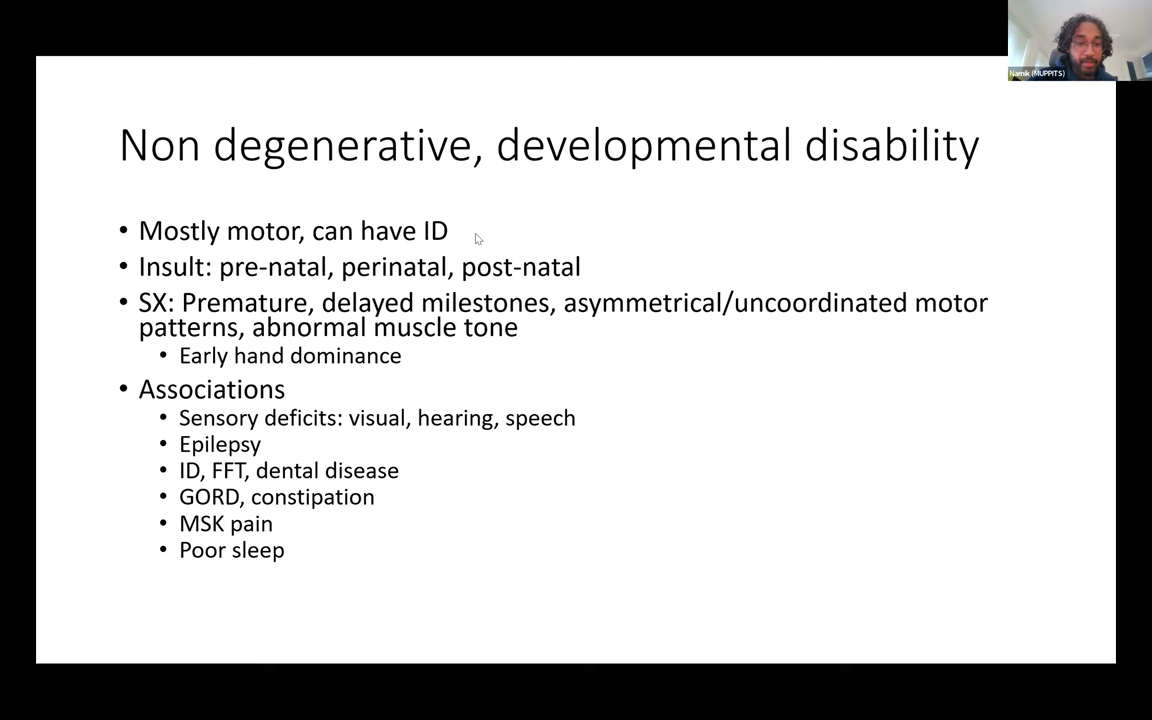 Namik (MUPPITS)
Non degenerative, developmental disability
• Mostly motor, can have ID
• Insult: pre-natal, perinatal, post-natal
• SX: Premature, delayed milestones, asymmetrical/uncoordinated motor
patterns, abnormal muscle tone
• Early hand dominance
• Associations
• Sensory deficits: visual, hearing, speech
• Epilepsy
• ID, FFT, dental disease
• GORD, constipation
• MSK pain
• Poor sleep